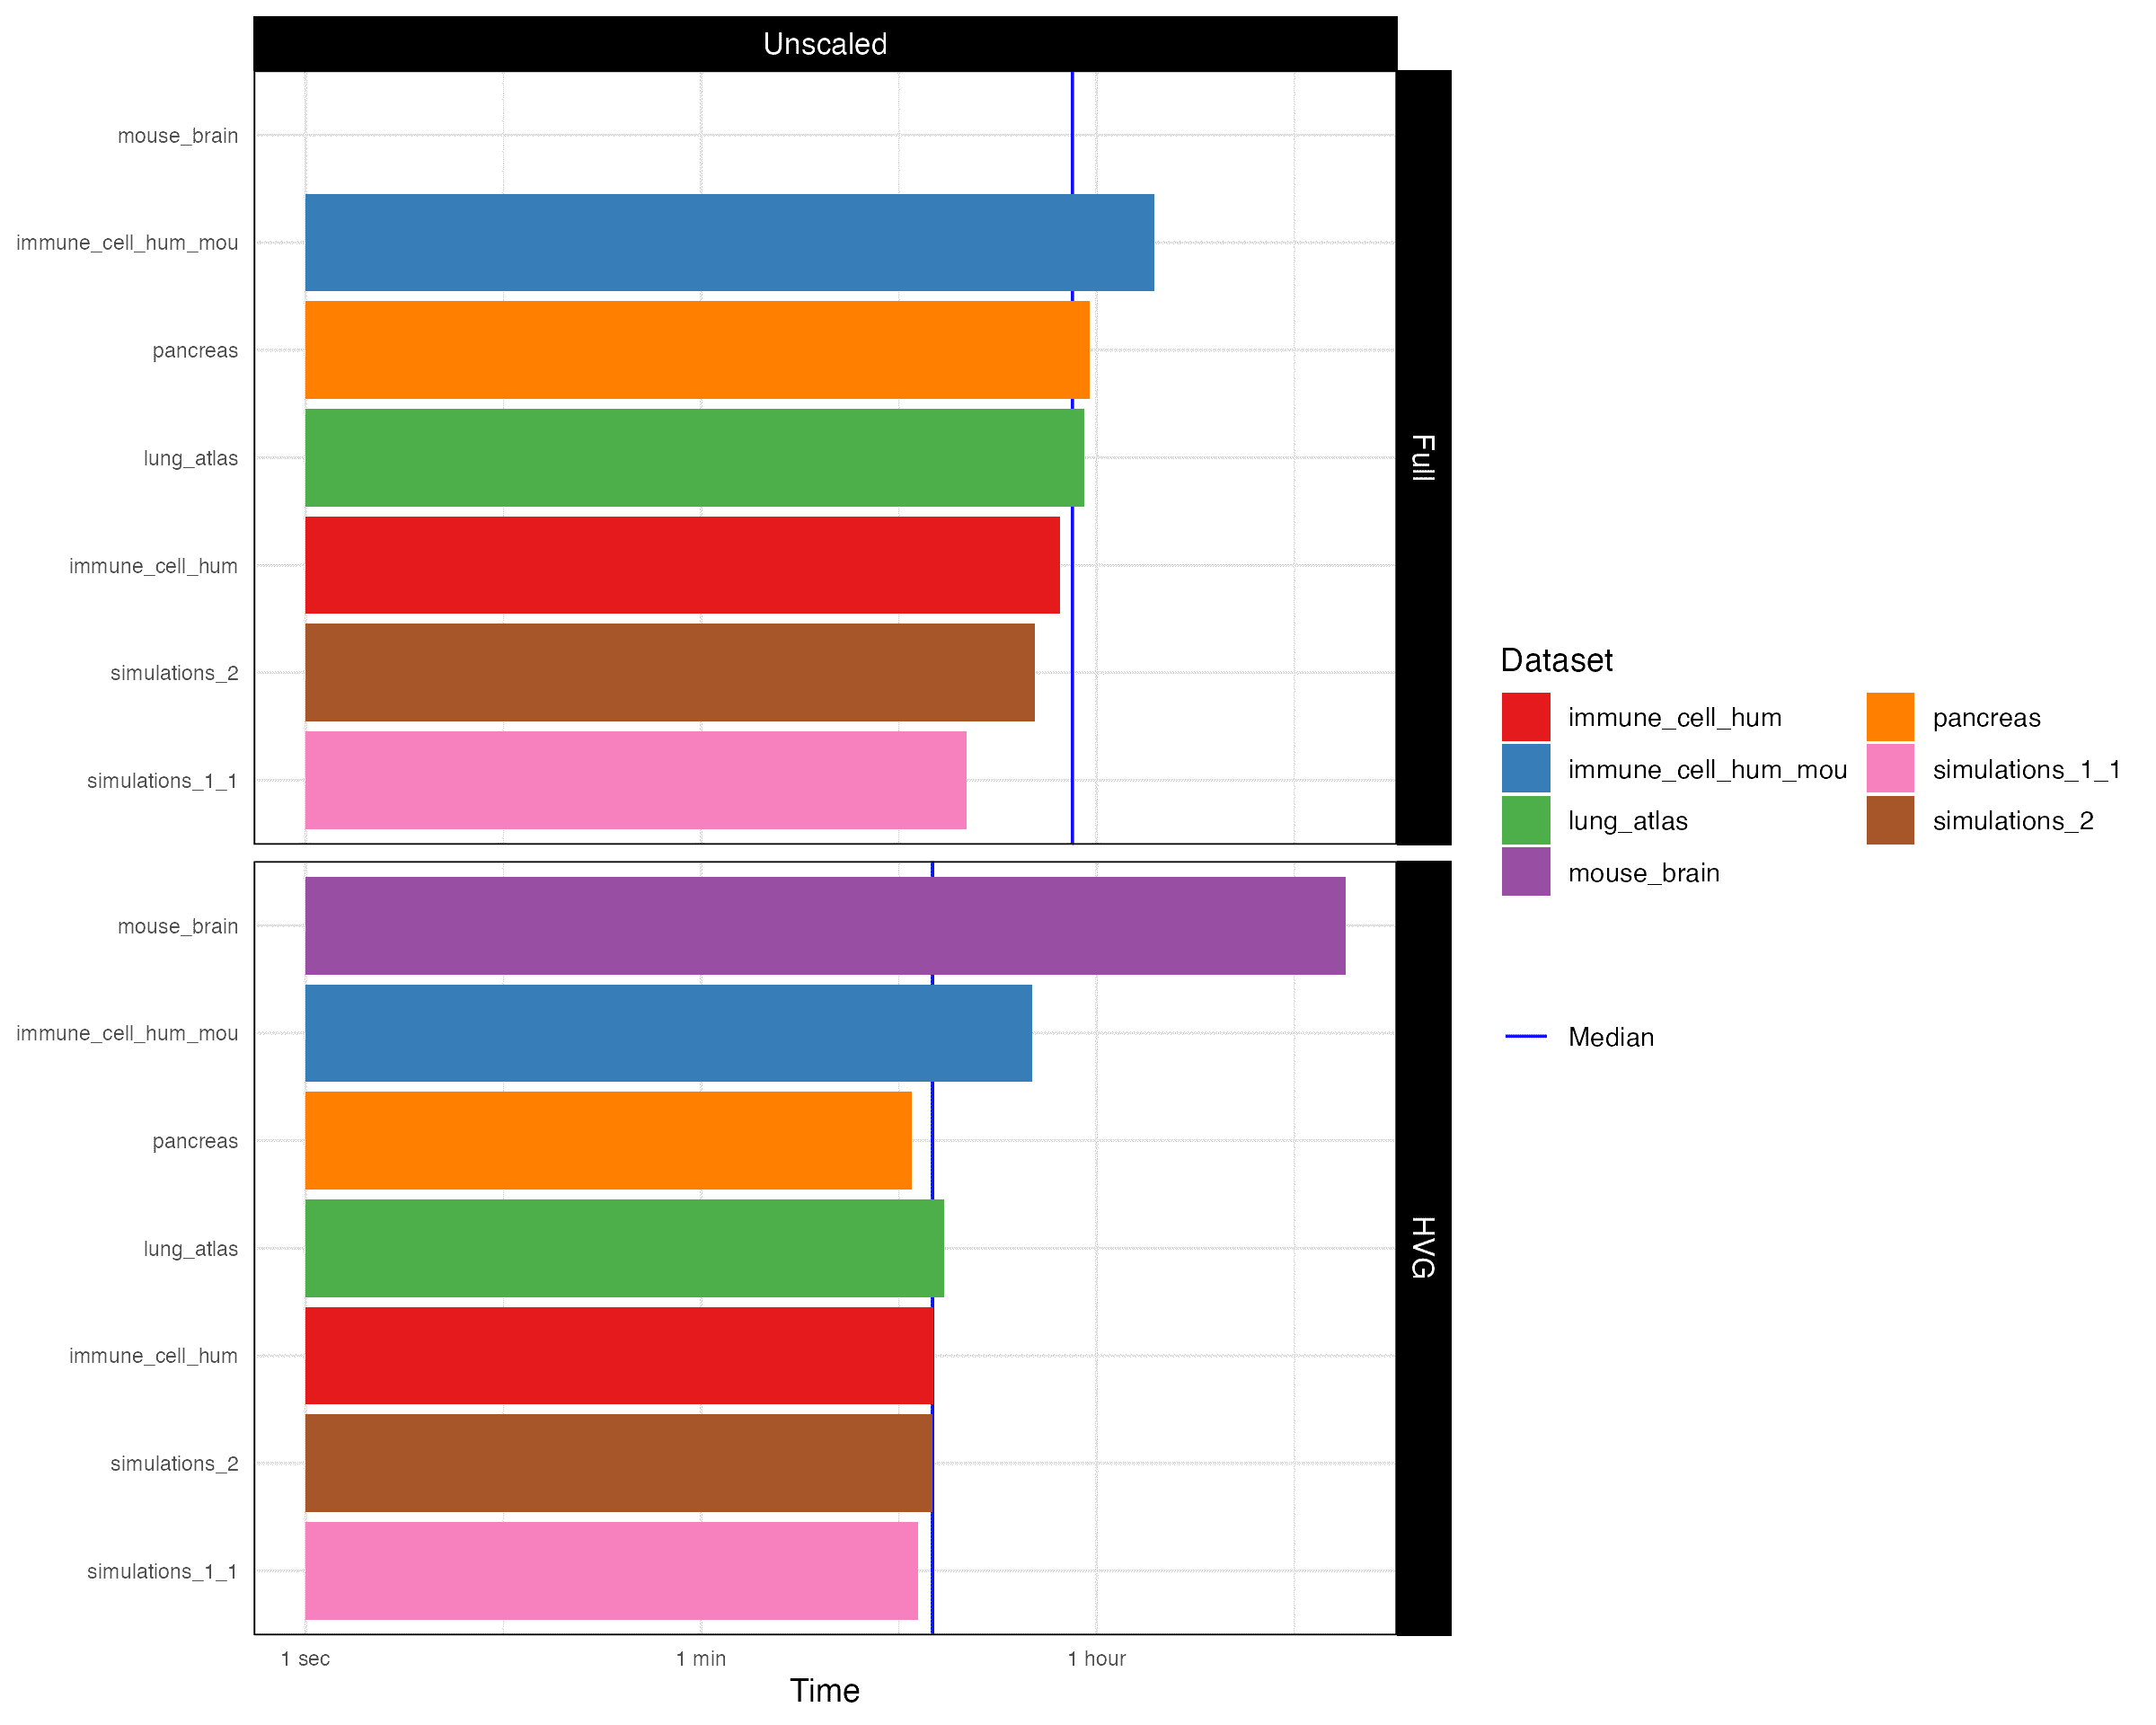 Unscaled
mouse_brain
immune_cell_hum_mou
pancreas
lung_atlas
immune_cell_hum
simulations_2
simulations_1_1
Full
mouse_brain
immune_cell_hum_mou
pancreas
lung_atlas
immune_cell_hum
simulations_2
simulations_1_1
HVG
1 sec 1 min 1 hour
Time
Dataset
immune_cell_hum pancreas
immune_cell_hum_mou simulations_1_1
lung_atlas simulations_2
mouse_brain
Median